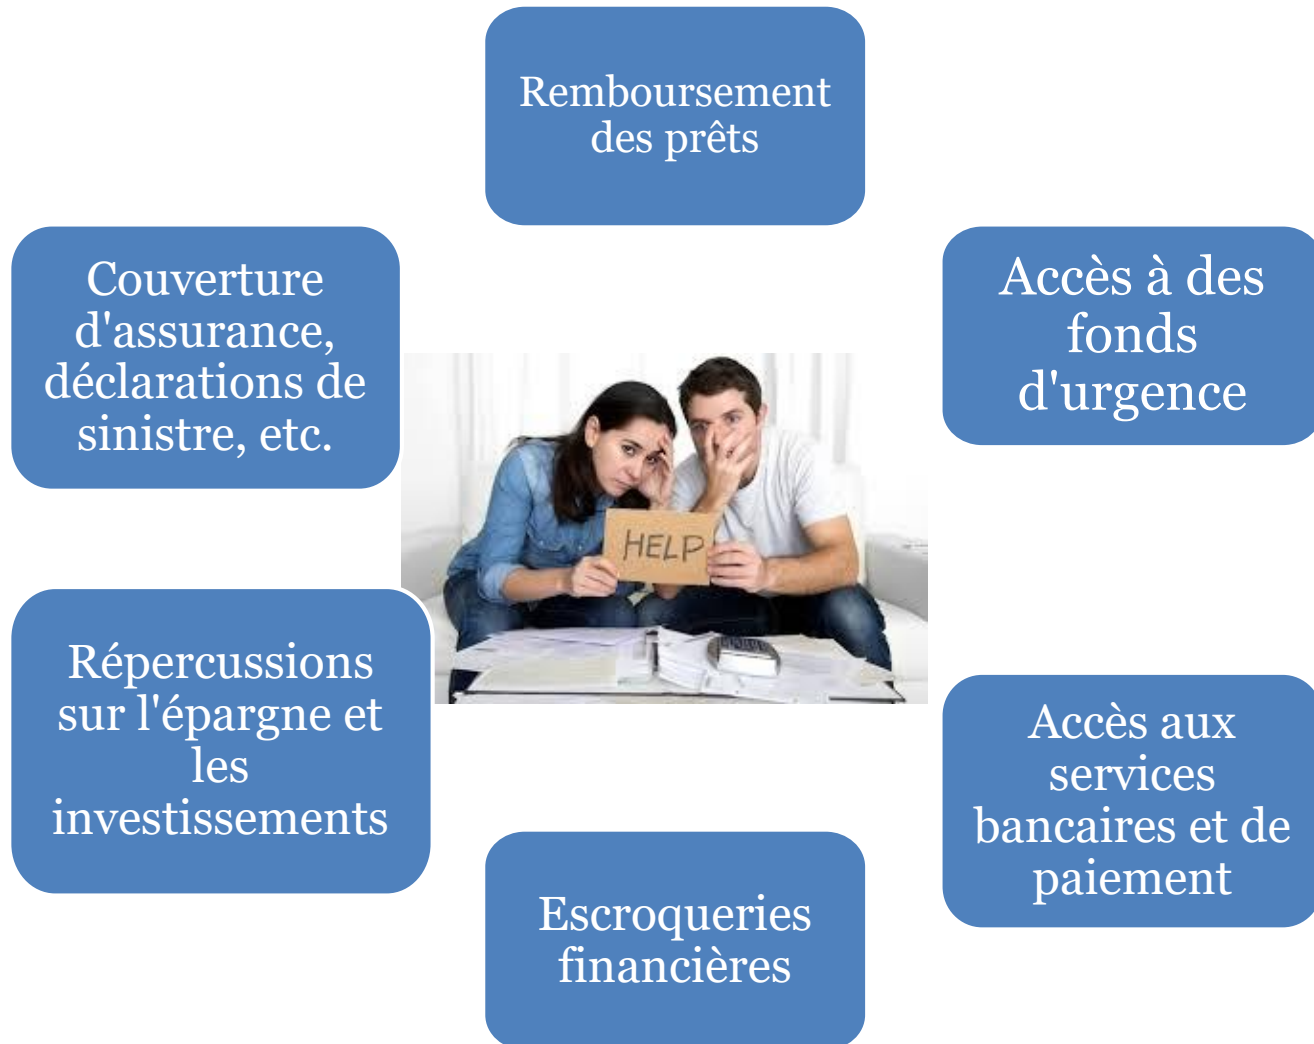 Remboursement
des prêts
Couverture
d'assurance,
déclarations de
sinistre, etc.
Accès à des
fonds
d'urgence
HELP
Répercussions
sur l'épargne et
les
investissements
Accès aux
services
bancaires et de
paiement
Escroqueries
financières